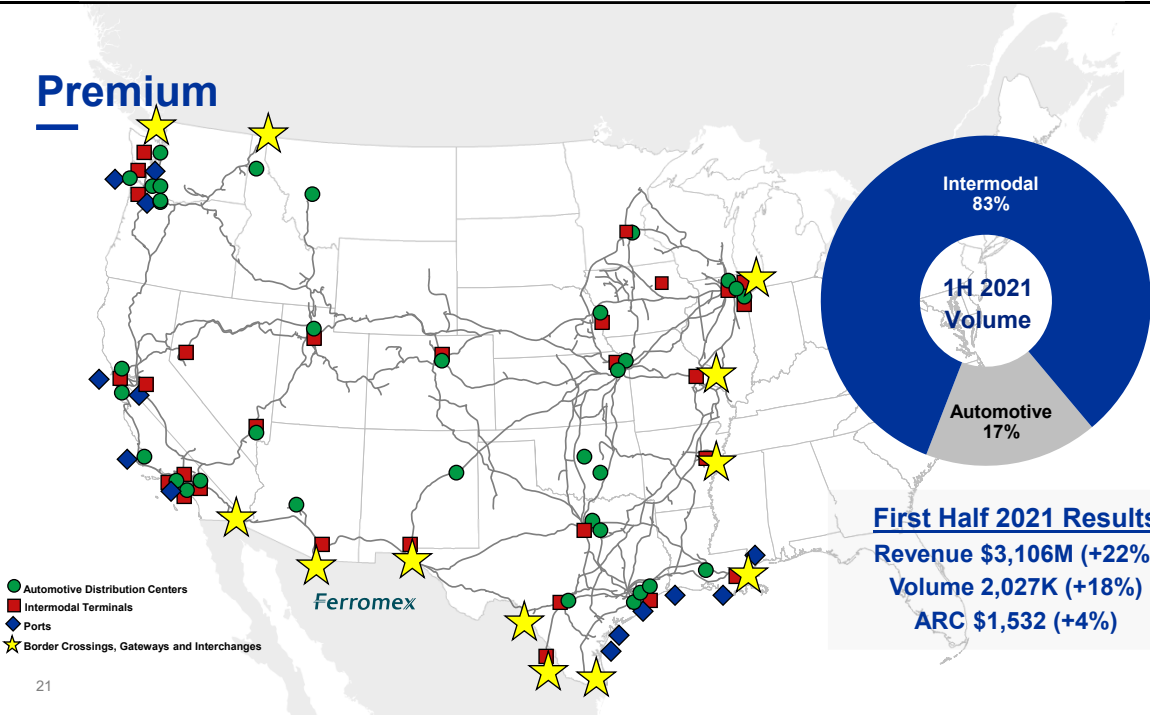 Premium
Intermodal
83%
1H 2021
Volume
Automotive
17%
First Half 2021 Results
Revenue $3,106M (+22%
Volume 2,027K (+18%)
ARC $1,532 (+4%)
Automotive Distribution Centers
Intermodal Terminals
Ports
Border Crossings, Gateways and Interchanges
Ferromex
21